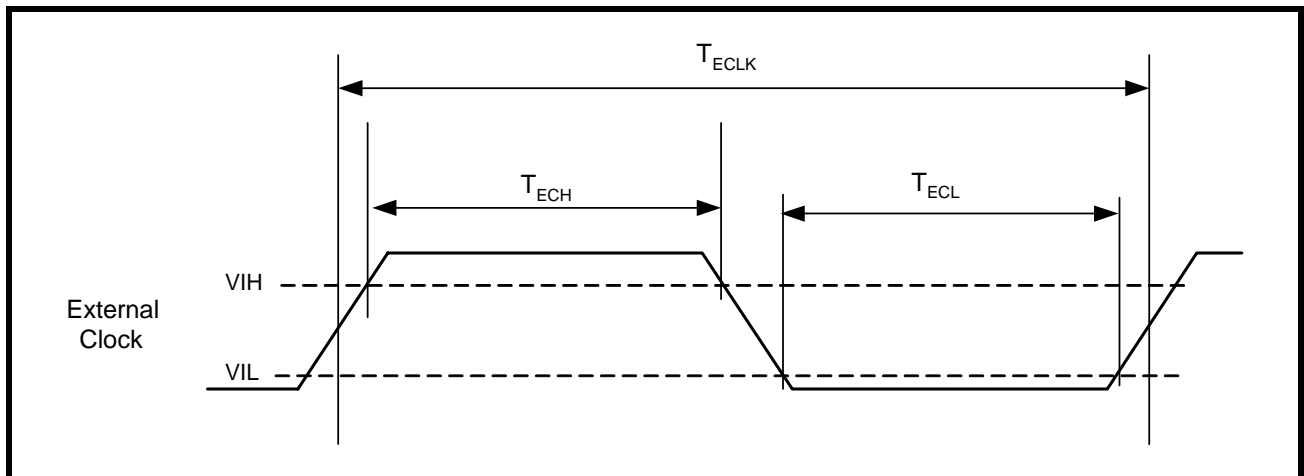 T_ECLK
T_ECH
T_ECL
VIH
External
Clock
VIL